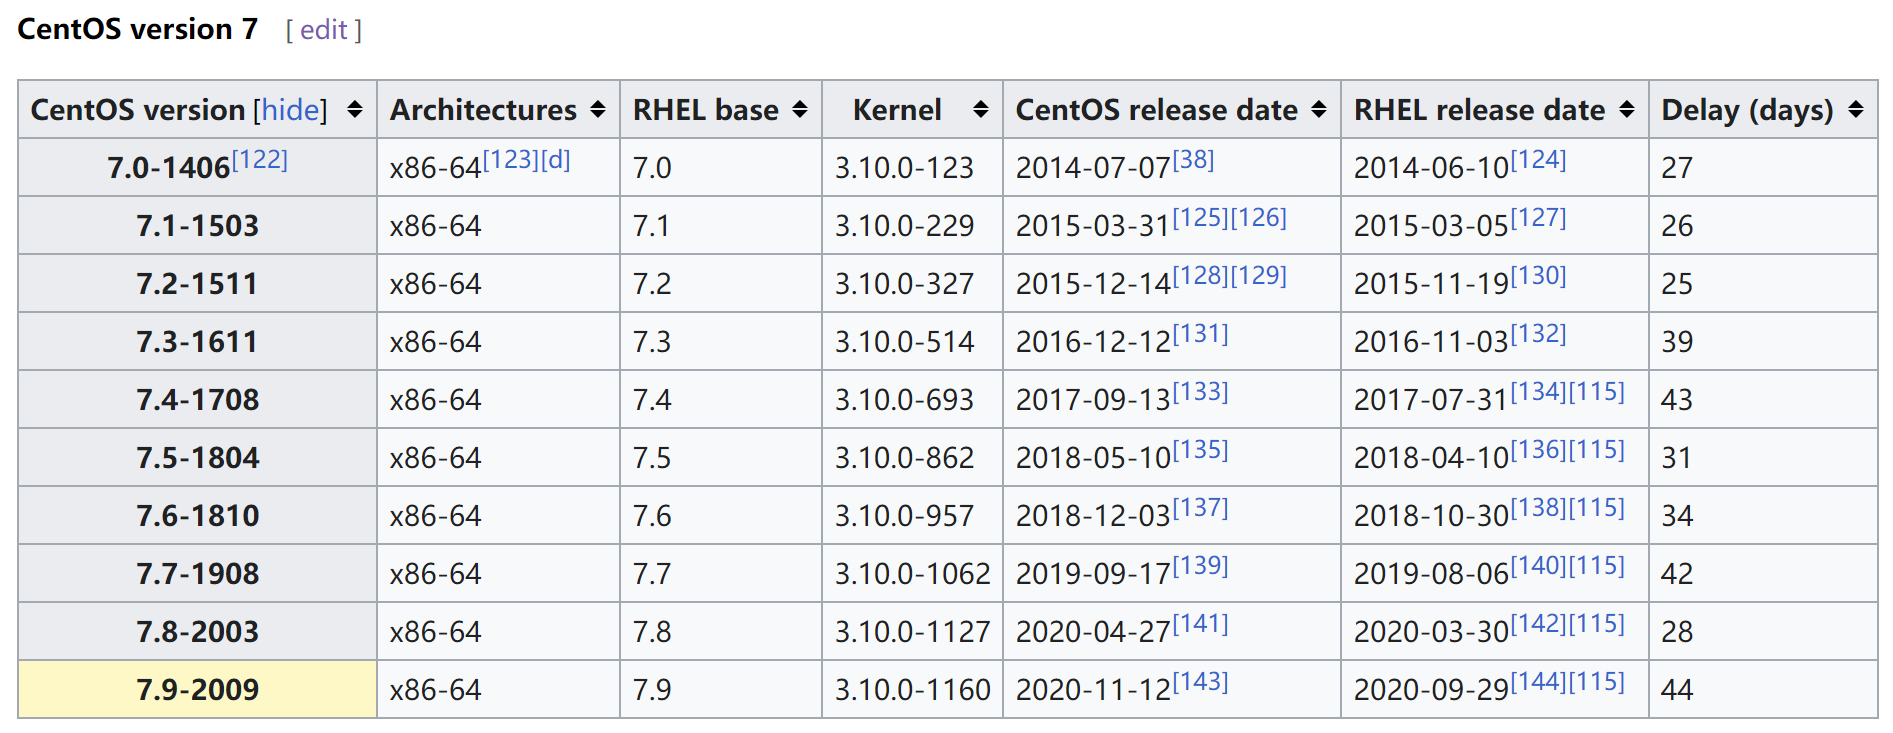 CentOS version 7 [ edit ]
CentOS version [hide] Architectures RHEL base Kernel CentOS release date RHEL release date Delay (days)
7.0-1406[122] x86-64[123][d] 7.0 3.10.0-123 2014-07-07[38] 2014-06-10[124] 27
7.1-1503 x86-64 7.1 3.10.0-229 2015-03-31[125][126] 2015-03-05[127] 26
7.2-1511 x86-64 7.2 3.10.0-327 2015-12-14[128][129] 2015-11-19[130] 25
7.3-1611 x86-64 7.3 3.10.0-514 2016-12-12[131] 2016-11-03[132] 39
7.4-1708 x86-64 7.4 3.10.0-693 2017-09-13[133] 2017-07-31[134][115] 43
7.5-1804 x86-64 7.5 3.10.0-862 2018-05-10[135] 2018-04-10[136][115] 31
7.6-1810 x86-64 7.6 3.10.0-957 2018-12-03[137] 2018-10-30[138][115] 34
7.7-1908 x86-64 7.7 3.10.0-1062 2019-09-17[139] 2019-08-06[140][115] 42
7.8-2003 x86-64 7.8 3.10.0-1127 2020-04-27[141] 2020-03-30[142][115] 28
7.9-2009 x86-64 7.9 3.10.0-1160 2020-11-12[143] 2020-09-29[144][115] 44